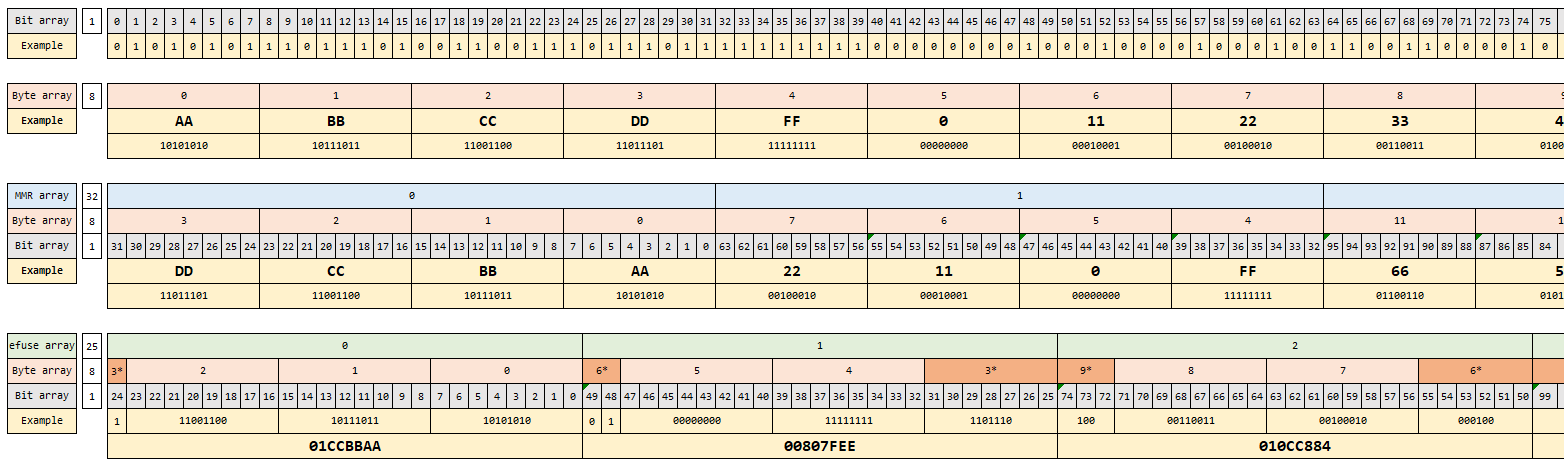 Bit array 1 0 1 2 3 4 5 6 7 8 9 10 11 12 13 14 15 16 17 18 19 20 21 22 23 24 25 26 27 28 29 30 31 32 33 34 35 36 37 38 39 40 41 42 43 44 45 46 47 48 49 50 51 52 53 54 55 56 57 58 59 60 61 62 63 64 65 66 67 68 69 70 71 72 73 74 75
Example 0 1 0 1 0 1 0 1 1 1 0 1 1 1 0 1 0 0 1 1 0 0 1 1 1 0 1 1 1 0 1 1 1 1 1 1 1 1 1 1 0 0 0 0 0 0 0 0 1 0 0 0 1 0 0 0 0 1 0 0 0 1 0 0 1 1 0 0 1 1 0 0 0 0 1 0
Byte array 8 0 1 2 3 4 5 6 7 8
Example AA BB CC DD FF 0 11 22 33 4
10101010 10111011 11001100 11011101 11111111 00000000 00010001 00100010 00110011 0100
MMR array 32 0 1
Byte array 8 3 2 1 0 7 6 5 4 11 1
Bit array 1 31 30 29 28 27 26 25 24 23 22 21 20 19 18 17 16 15 14 13 12 11 10 9 8 7 6 5 4 3 2 1 0 63 62 61 60 59 58 57 56 55 54 53 52 51 50 49 48 47 46 45 44 43 42 41 40 39 38 37 36 35 34 33 32 95 94 93 92 91 90 89 88 87 86 85 84
Example DD CC BB AA 22 11 0 FF 66 5
11011101 11001100 10111011 10101010 00100010 00010001 00000000 11111111 01100110 0101
efuse array 25 0 1 2
Byte array 8 3* 2 1 0 6* 5 4 3* 9* 8 7 6*
Bit array 1 24 23 22 21 20 19 18 17 16 15 14 13 12 11 10 9 8 7 6 5 4 3 2 1 0 49 48 47 46 45 44 43 42 41 40 39 38 37 36 35 34 33 32 31 30 29 28 27 26 25 74 73 72 71 70 69 68 67 66 65 64 63 62 61 60 59 58 57 56 55 54 53 52 51 50 99
Example 1 11001100 10111011 10101010 0 1 00000000 11111111 1101110 100 00110011 00100010 000100
01CCBBAA 00807FEE 010CC884